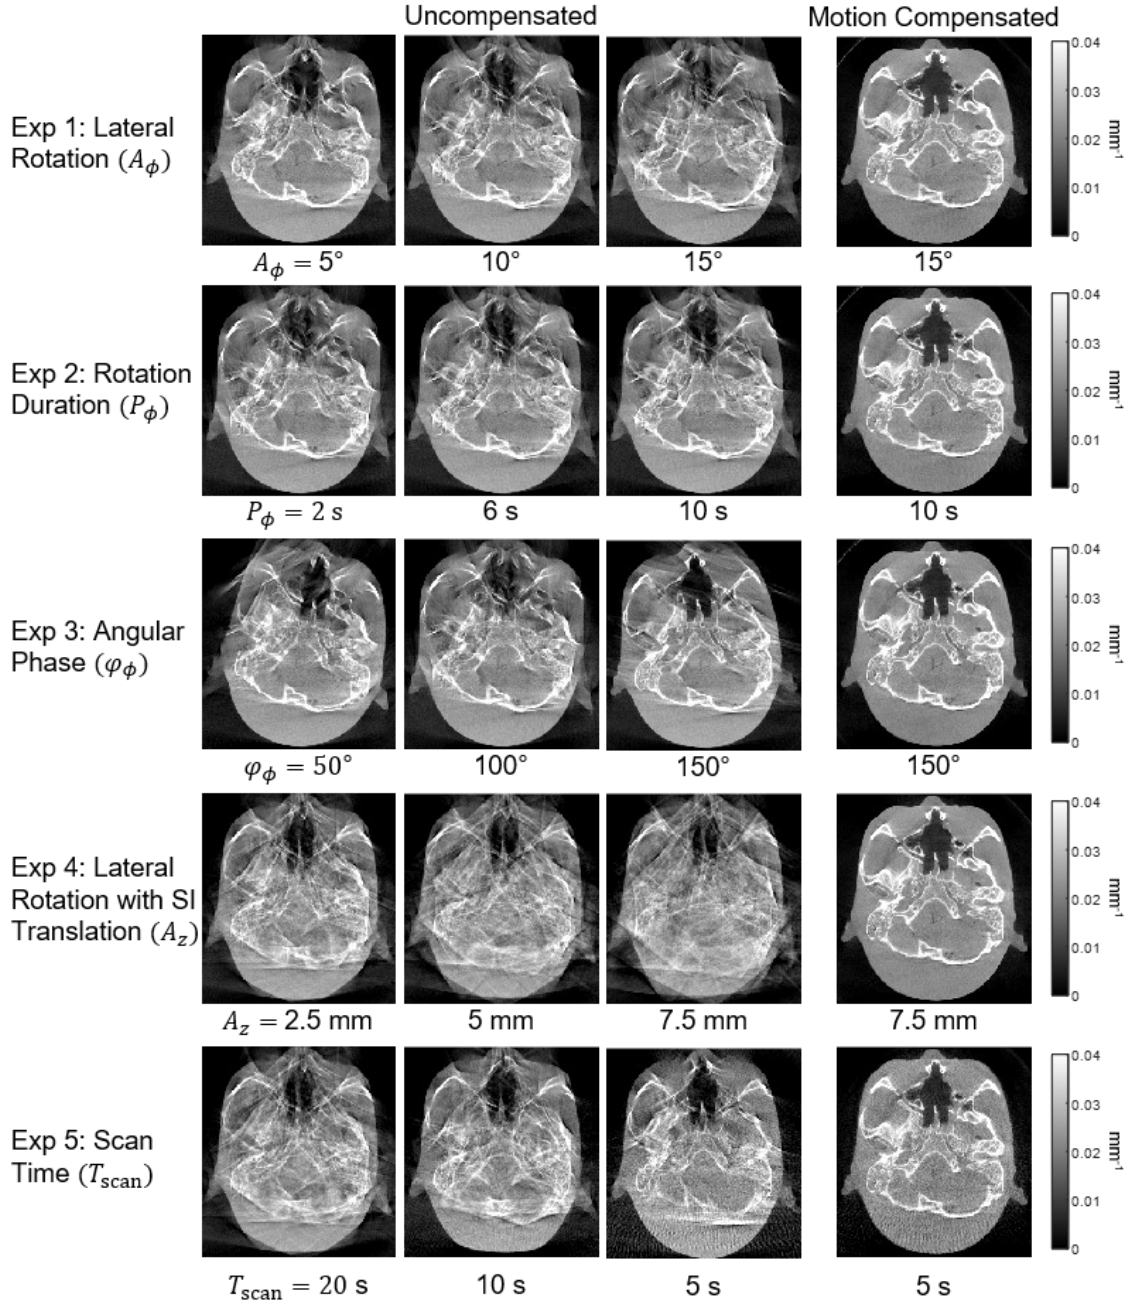 Uncompensated
Motion Compensated
Exp 1: Lateral
Rotation (A_ϕ)
0.04
0.03
0.02
0.01
0
mm⁻¹
A_ϕ = 5°
10°
15°
15°
Exp 2: Rotation
Duration (P_ϕ)
0.04
0.03
0.02
0.01
0
mm⁻¹
P_ϕ = 2 s
6 s
10 s
10 s
Exp 3: Angular
Phase (φ_ϕ)
0.04
0.03
0.02
0.01
0
mm⁻¹
φ_ϕ = 50°
100°
150°
150°
Exp 4: Lateral
Rotation with SI
Translation (A_z)
0.04
0.03
0.02
0.01
0
mm⁻¹
A_z = 2.5 mm
5 mm
7.5 mm
7.5 mm
Exp 5: Scan
Time (T_scan)
0.04
0.03
0.02
0.01
0
mm⁻¹
T_scan = 20 s
10 s
5 s
5 s